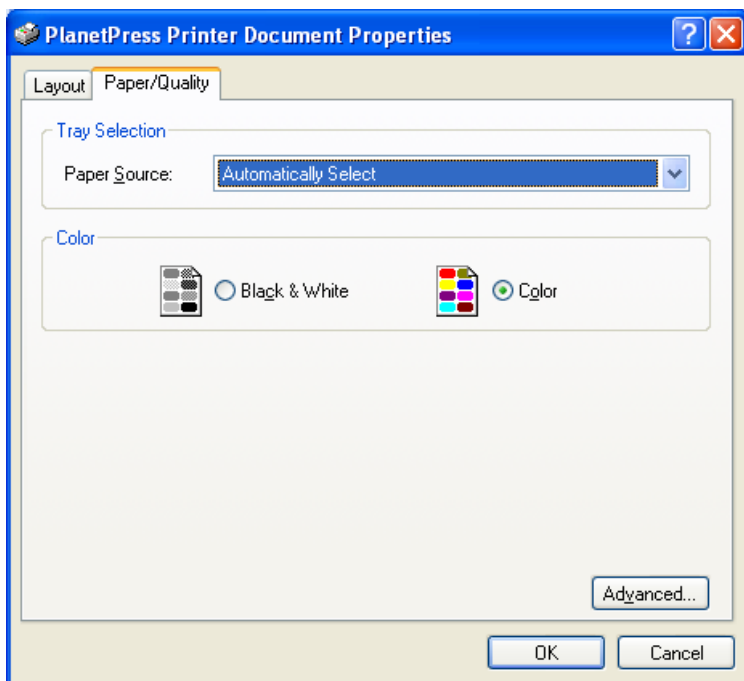 PlanetPress Printer Document Properties
Layout Paper/Quality
Tray Selection
Paper Source: Automatically Select
Color
Black & White Color
Advanced...
OK Cancel